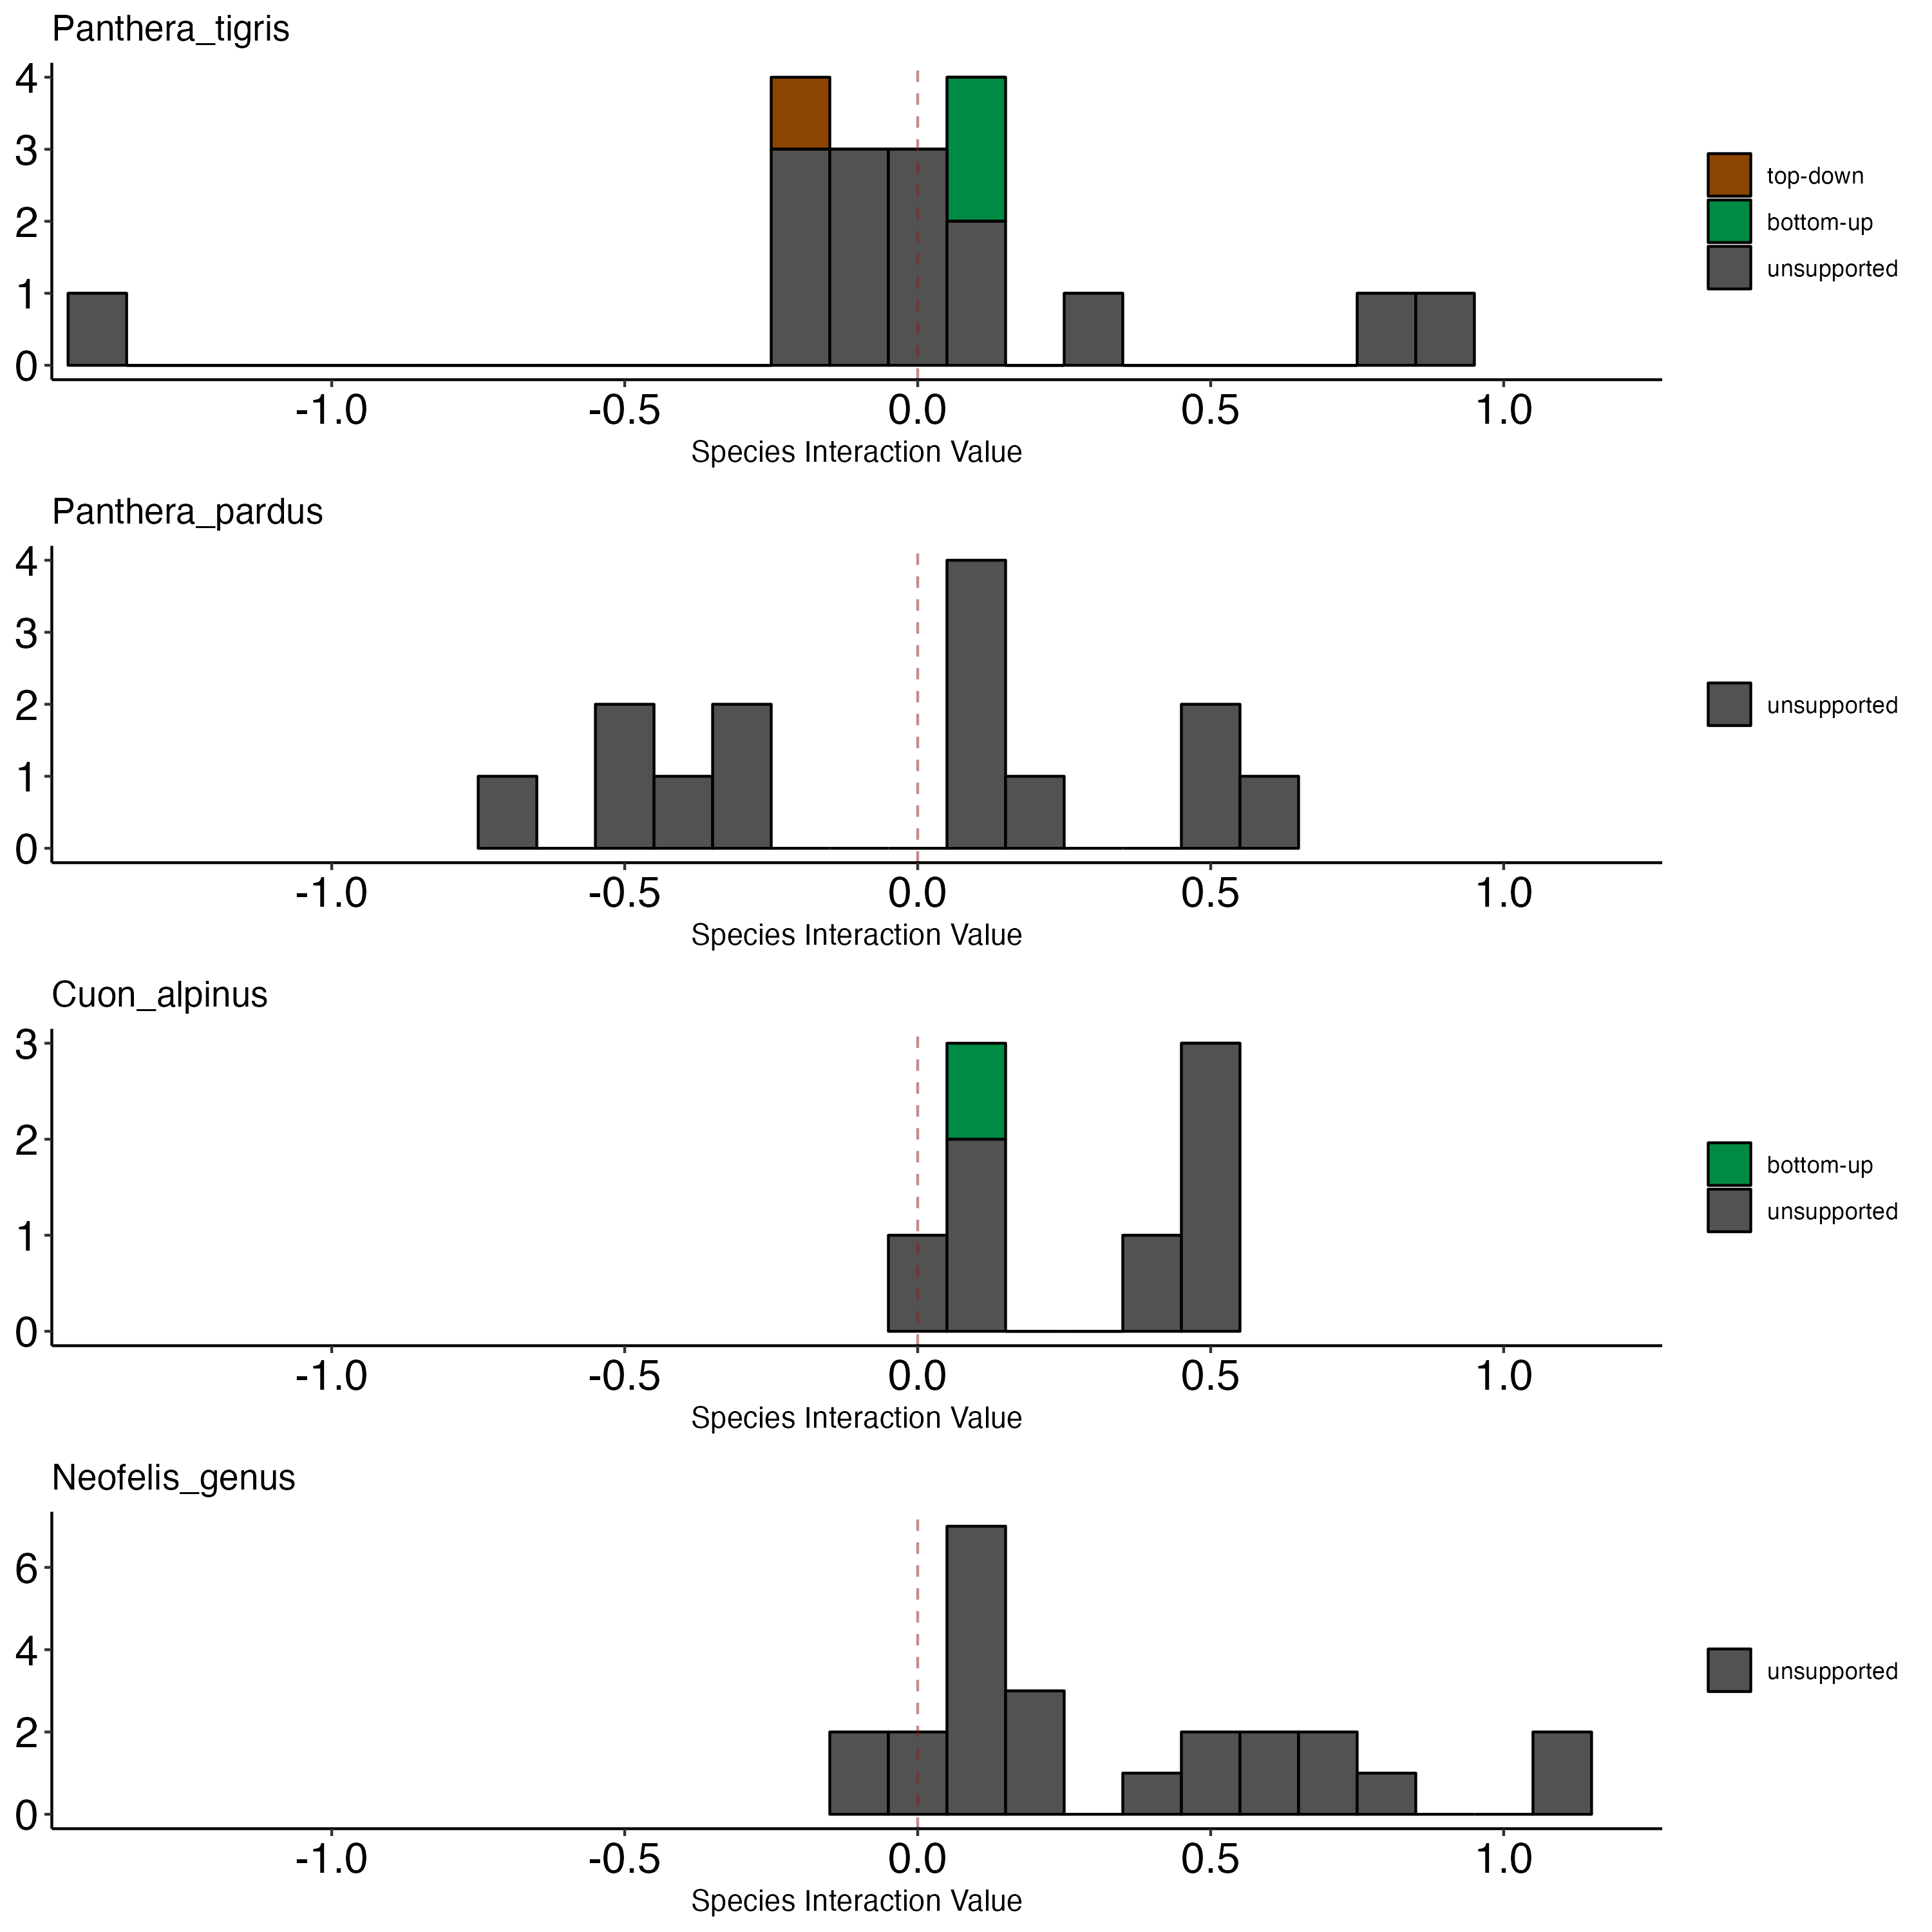 Panthera_tigris
4
3
2
1
0
-1.0 -0.5 0.0 0.5 1.0
Species Interaction Value
top-down
bottom-up
unsupported
Panthera_pardus
4
3
2
1
0
-1.0 -0.5 0.0 0.5 1.0
Species Interaction Value
unsupported
Cuon_alpinus
3
2
1
0
-1.0 -0.5 0.0 0.5 1.0
Species Interaction Value
bottom-up
unsupported
Neofelis_genus
6
4
2
0
-1.0 -0.5 0.0 0.5 1.0
Species Interaction Value
unsupported